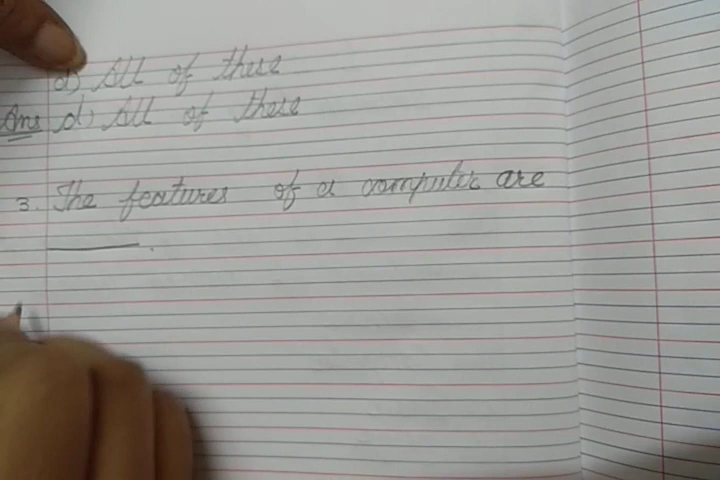 d) All of these
Ans d) All of these
3. The features of a computer are
______.